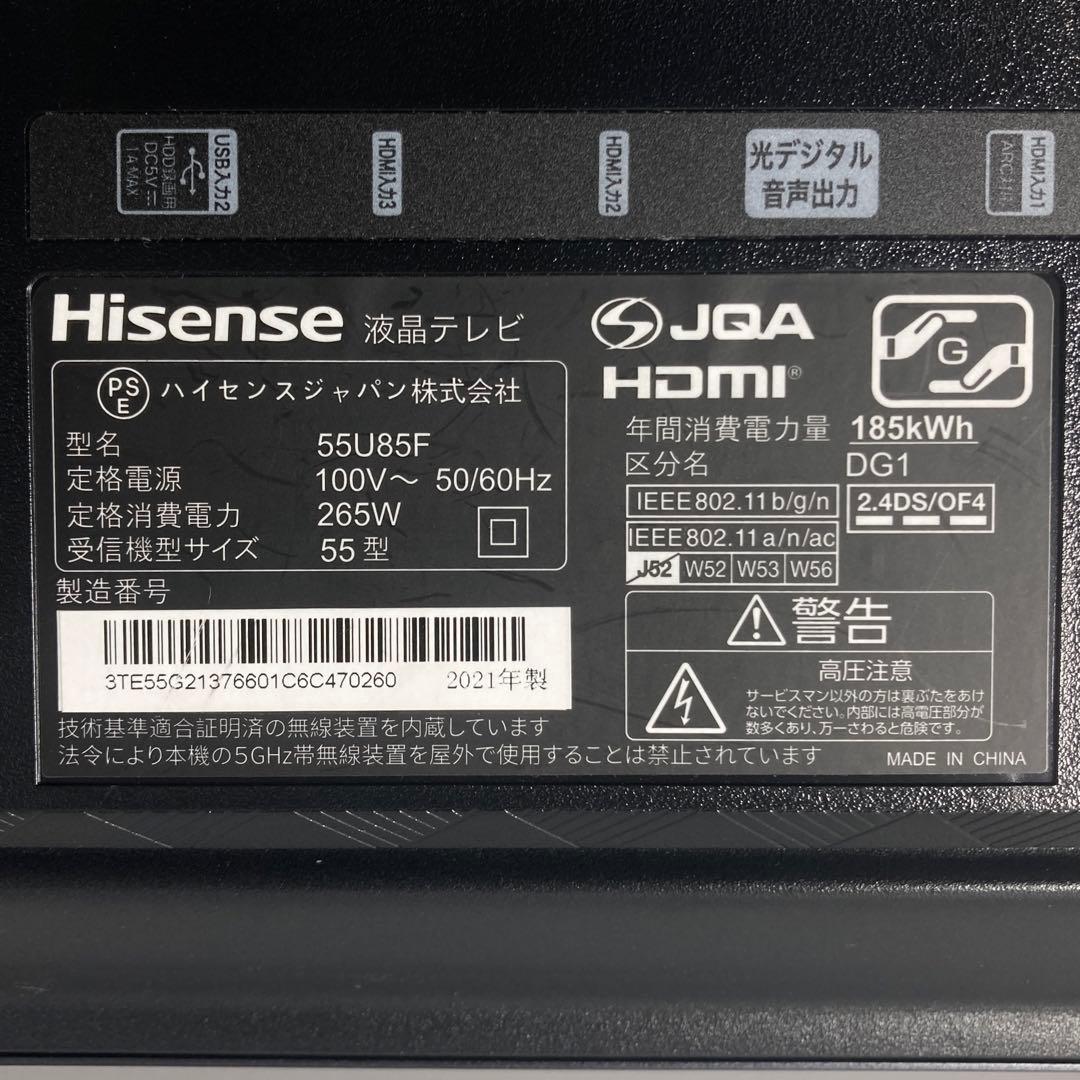 USB入力2
HDD録画用
DC5V⎓
1A MAX
HDMI入力3
HDMI入力2
光デジタル
音声出力
HDMI入力1
ARC対応
Hisense 液晶テレビ
PSE ハイセンスジャパン株式会社
型名 55U85F
定格電源 100V〜 50/60Hz
定格消費電力 265W
受信機型サイズ 55型
製造番号
3TE55G21376601C6C470260 2021年製
技術基準適合証明済の無線装置を内蔵しています
法令により本機の5GHz帯無線装置を屋外で使用することは禁止されています
JQA
HDMI®
G
年間消費電力量 185kWh
区分名 DG1
IEEE802.11b/g/n
2.4DS/OF4
IEEE802.11a/n/ac
J52 W52 W53 W56
警告
高圧注意
サービスマン以外の方は裏ぶたをあけ
ないでください。内部には高電圧部分が
数多くあり、万一さわると危険です。
MADE IN CHINA